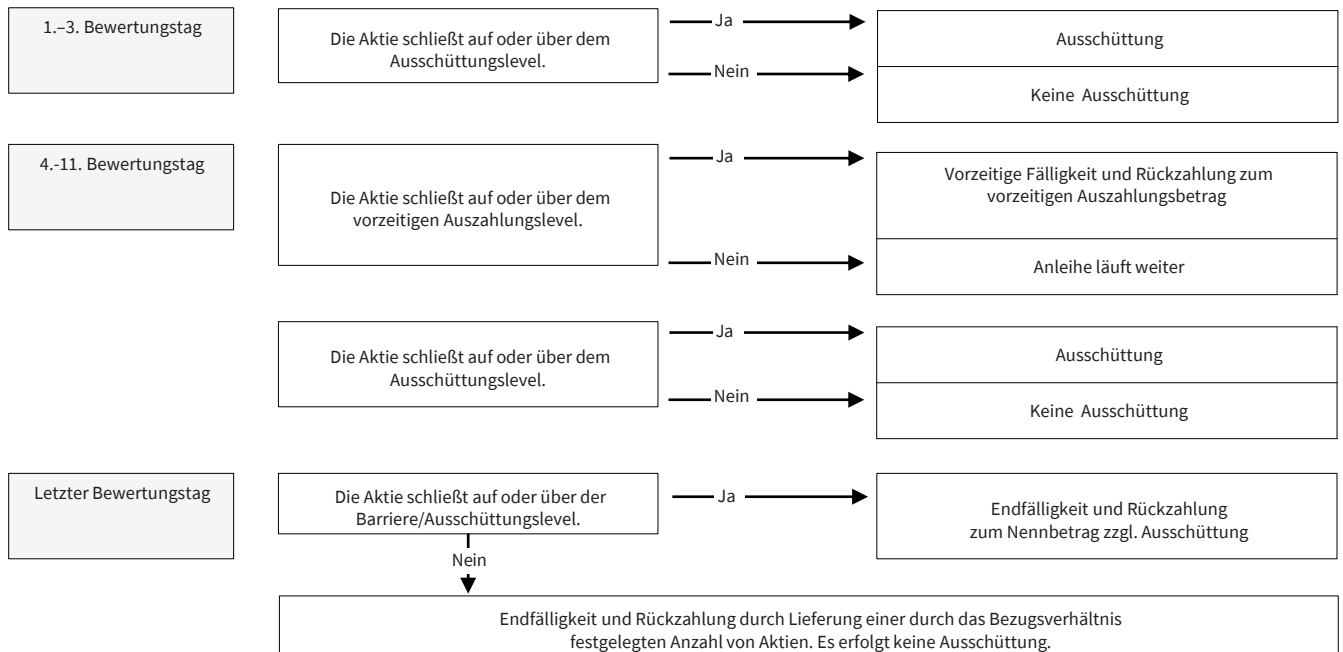 1.–3. Bewertungstag
Die Aktie schließt auf oder über dem
Ausschüttungslevel.
Ja
Ausschüttung
Nein
Keine Ausschüttung
4.-11. Bewertungstag
Die Aktie schließt auf oder über dem
vorzeitigen Auszahlungslevel.
Ja
Vorzeitige Fälligkeit und Rückzahlung zum
vorzeitigen Auszahlungsbetrag
Nein
Anleihe läuft weiter
Die Aktie schließt auf oder über dem
Ausschüttungslevel.
Ja
Ausschüttung
Nein
Keine Ausschüttung
Letzter Bewertungstag
Die Aktie schließt auf oder über der
Barriere/Ausschüttungslevel.
Ja
Endfälligkeit und Rückzahlung
zum Nennbetrag zzgl. Ausschüttung
Nein
Endfälligkeit und Rückzahlung durch Lieferung einer durch das Bezugsverhältnis
festgelegten Anzahl von Aktien. Es erfolgt keine Ausschüttung.